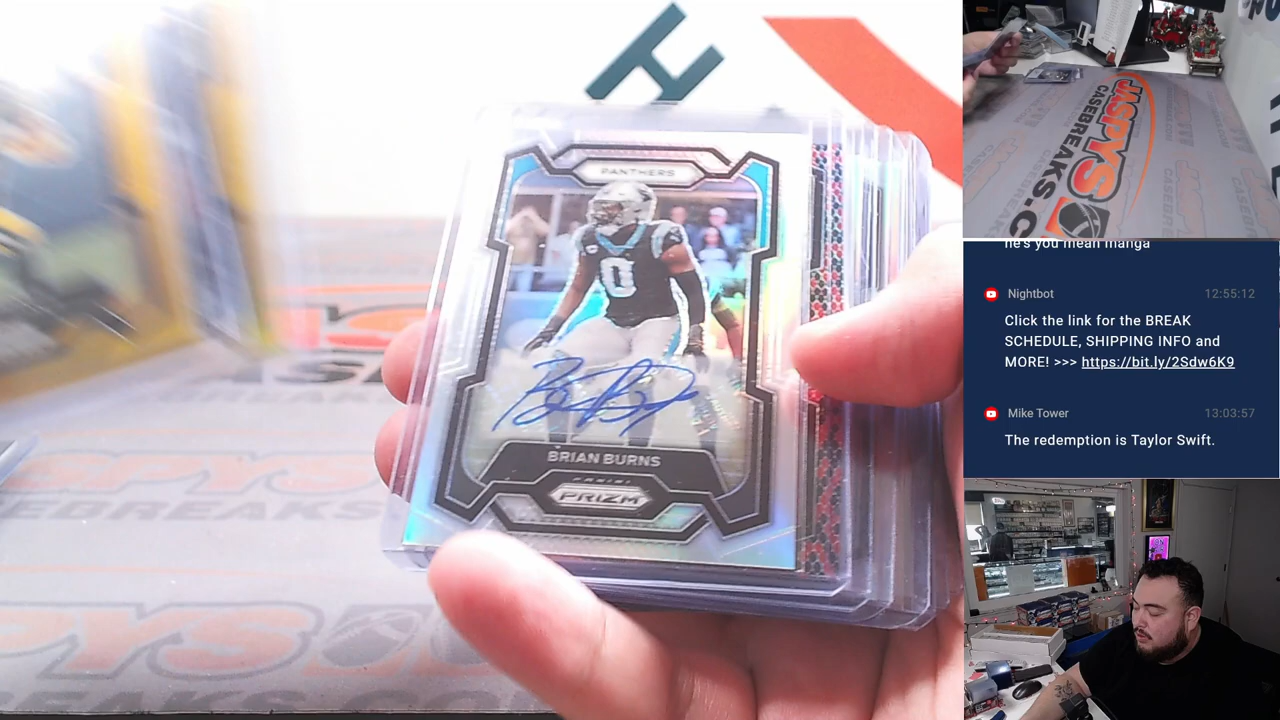 H
PANTHERS
0
BRIAN BURNS
PANINI
PRIZM
JASPYS
CASEBREAKS.C
he's you mean manga
Nightbot 12:55:12
Click the link for the BREAK
SCHEDULE, SHIPPING INFO and
MORE! >>> https://bit.ly/2Sdw6K9
Mike Tower 13:03:57
The redemption is Taylor Swift.